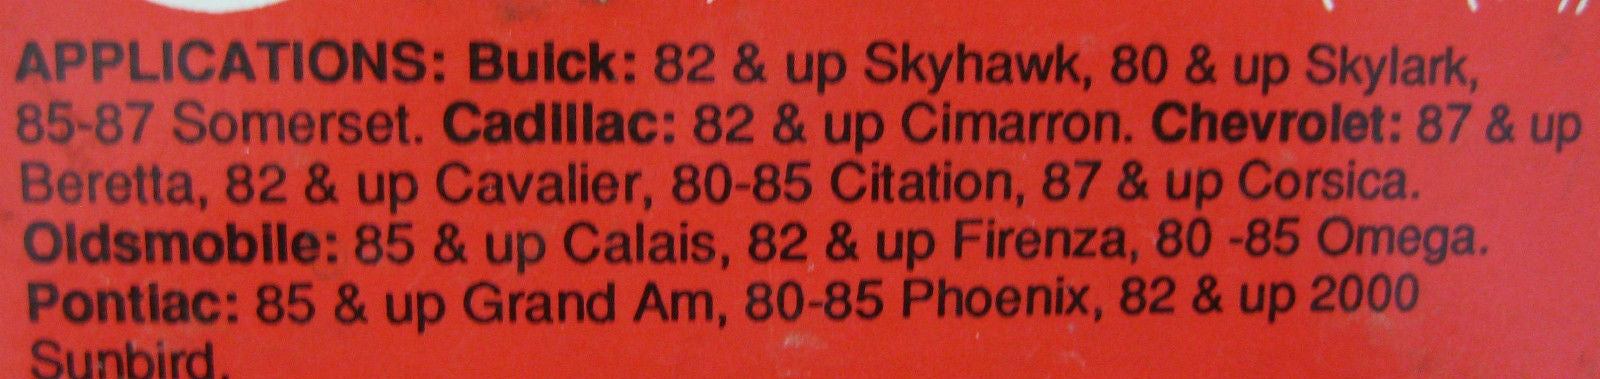 APPLICATIONS: Buick: 82 & up Skyhawk, 80 & up Skylark,
85-87 Somerset. Cadillac: 82 & up Cimarron. Chevrolet: 87 & up
Beretta, 82 & up Cavalier, 80-85 Citation, 87 & up Corsica.
Oldsmobile: 85 & up Calais, 82 & up Firenza, 80 -85 Omega.
Pontiac: 85 & up Grand Am, 80-85 Phoenix, 82 & up 2000
Sunbird.